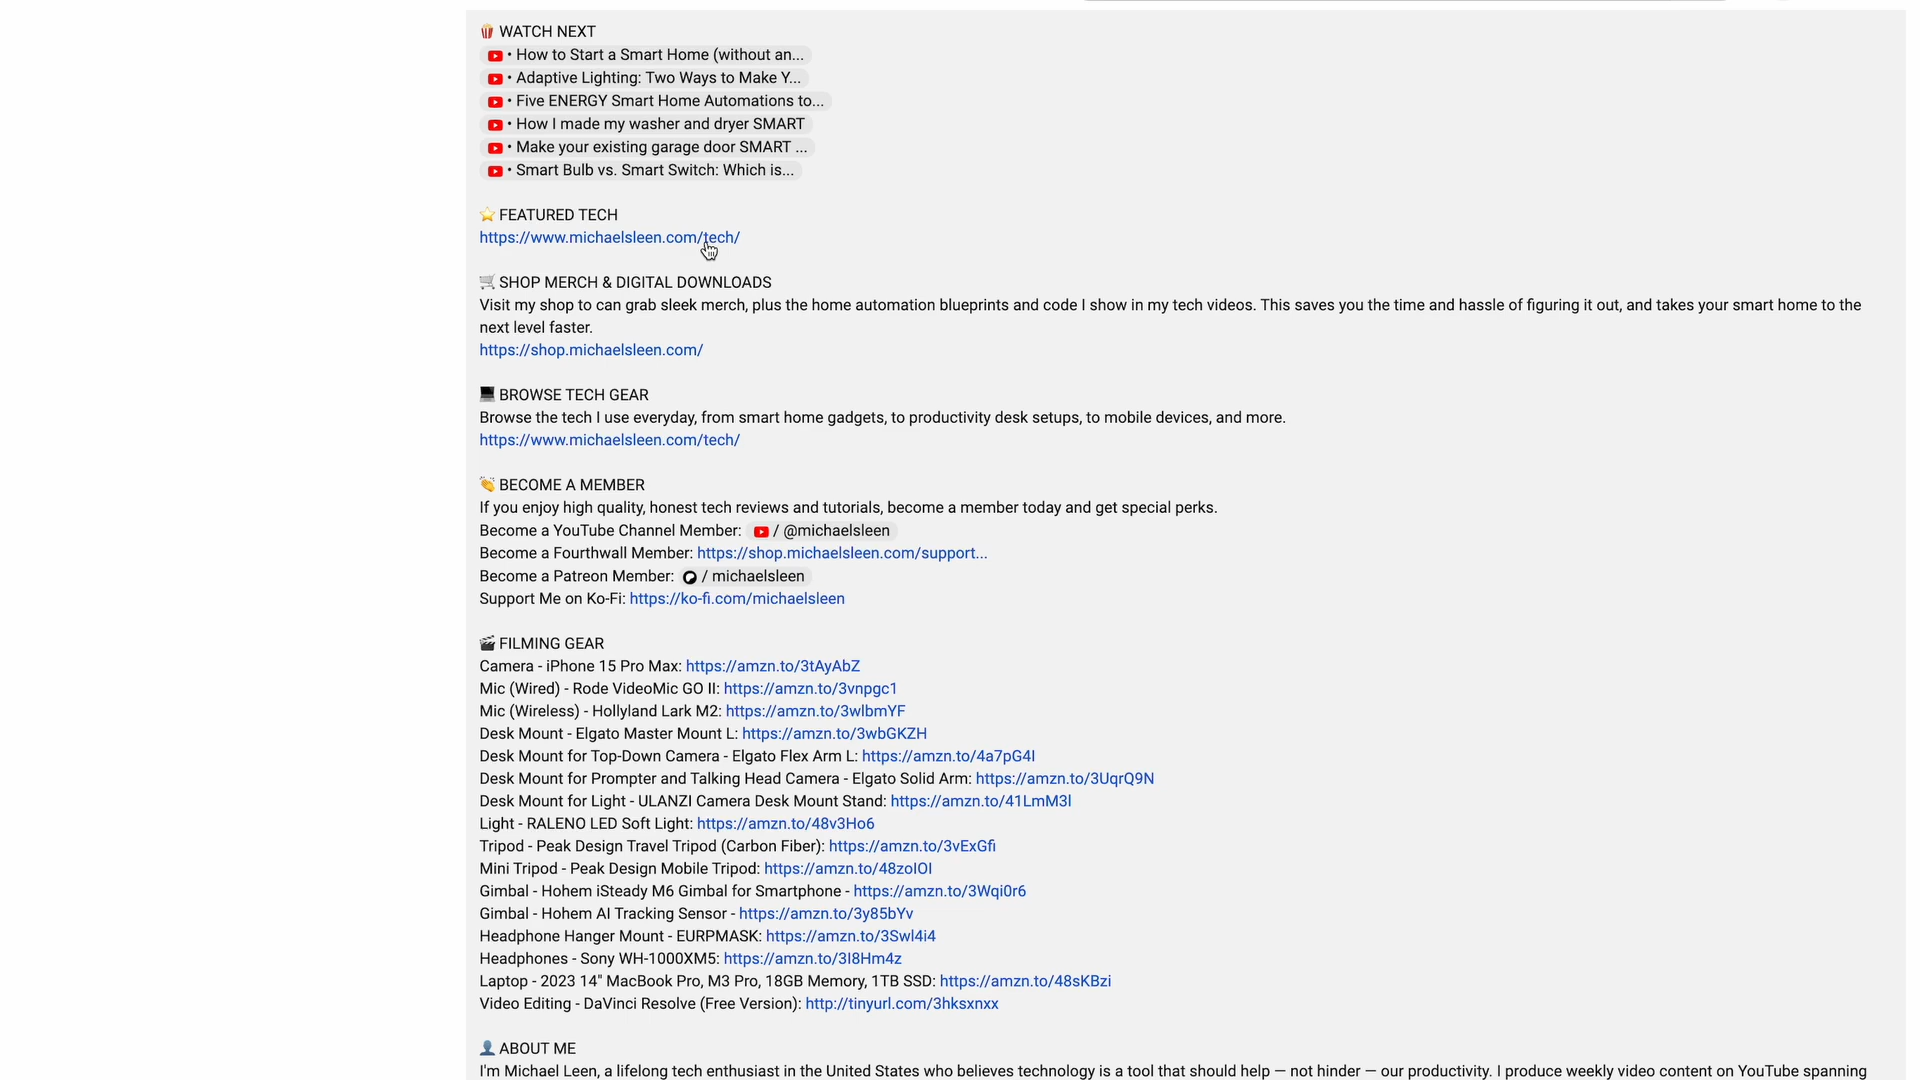 🍿 WATCH NEXT
• How to Start a Smart Home (without an...
• Adaptive Lighting: Two Ways to Make Y...
• Five ENERGY Smart Home Automations to...
• How I made my washer and dryer SMART
• Make your existing garage door SMART ...
• Smart Bulb vs. Smart Switch: Which is...
⭐ FEATURED TECH
https://www.michaelsleen.com/tech/
🛒 SHOP MERCH & DIGITAL DOWNLOADS
Visit my shop to can grab sleek merch, plus the home automation blueprints and code I show in my tech videos. This saves you the time and hassle of figuring it out, and takes your smart home to the
next level faster.
https://shop.michaelsleen.com/
💻 BROWSE TECH GEAR
Browse the tech I use everyday, from smart home gadgets, to productivity desk setups, to mobile devices, and more.
https://www.michaelsleen.com/tech/
👏 BECOME A MEMBER
If you enjoy high quality, honest tech reviews and tutorials, become a member today and get special perks.
Become a YouTube Channel Member: / @michaelsleen
Become a Fourthwall Member: https://shop.michaelsleen.com/support...
Become a Patreon Member: / michaelsleen
Support Me on Ko-Fi: https://ko-fi.com/michaelsleen
🎬 FILMING GEAR
Camera - iPhone 15 Pro Max: https://amzn.to/3tAyAbZ
Mic (Wired) - Rode VideoMic GO II: https://amzn.to/3vnpgc1
Mic (Wireless) - Hollyland Lark M2: https://amzn.to/3wlbmYF
Desk Mount - Elgato Master Mount L: https://amzn.to/3wbGKZH
Desk Mount for Top-Down Camera - Elgato Flex Arm L: https://amzn.to/4a7pG4I
Desk Mount for Prompter and Talking Head Camera - Elgato Solid Arm: https://amzn.to/3UqrQ9N
Desk Mount for Light - ULANZI Camera Desk Mount Stand: https://amzn.to/41LmM3l
Light - RALENO LED Soft Light: https://amzn.to/48v3Ho6
Tripod - Peak Design Travel Tripod (Carbon Fiber): https://amzn.to/3vExGfi
Mini Tripod - Peak Design Mobile Tripod: https://amzn.to/48zoIOI
Gimbal - Hohem iSteady M6 Gimbal for Smartphone - https://amzn.to/3Wqi0r6
Gimbal - Hohem AI Tracking Sensor - https://amzn.to/3y85bYv
Headphone Hanger Mount - EURPMASK: https://amzn.to/3Swl4i4
Headphones - Sony WH-1000XM5: https://amzn.to/3I8Hm4z
Laptop - 2023 14" MacBook Pro, M3 Pro, 18GB Memory, 1TB SSD: https://amzn.to/48sKBzi
Video Editing - DaVinci Resolve (Free Version): http://tinyurl.com/3hksxnxx
👤 ABOUT ME
I'm Michael Leen, a lifelong tech enthusiast in the United States who believes technology is a tool that should help — not hinder — our productivity. I produce weekly video content on YouTube spanning